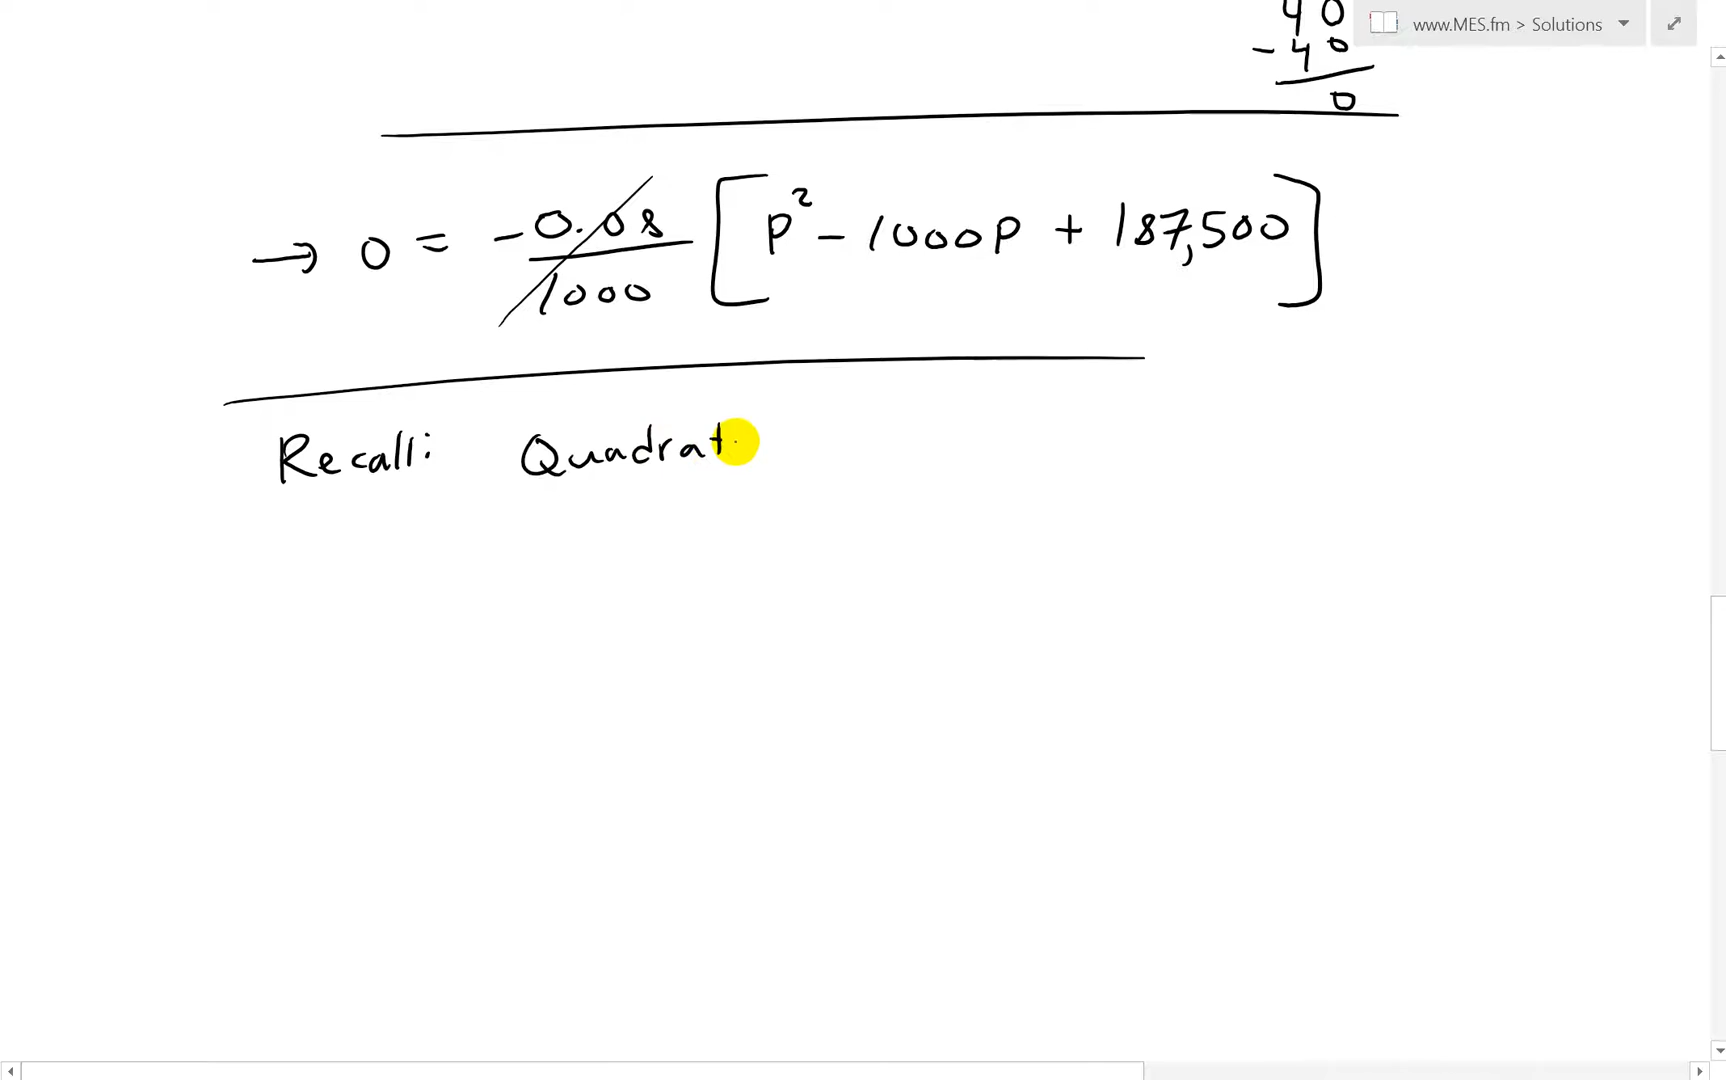 40
www.MES.fm > Solutions
-40
0
→ 0 = -0.08/1000 [P² - 1000P + 187,500]
Recall: Quadrat